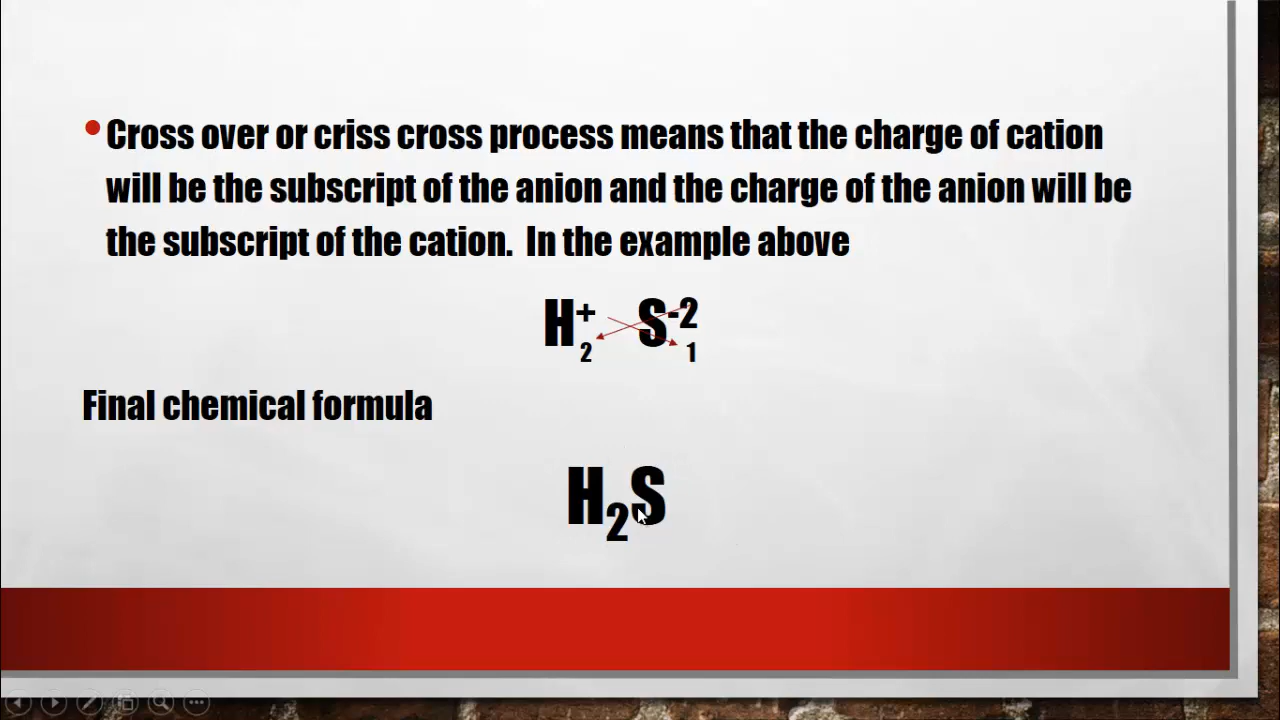 • Cross over or criss cross process means that the charge of cation
will be the subscript of the anion and the charge of the anion will be
the subscript of the cation.  In the example above
H⁺ S⁻²
₂ ₁
Final chemical formula
H₂S